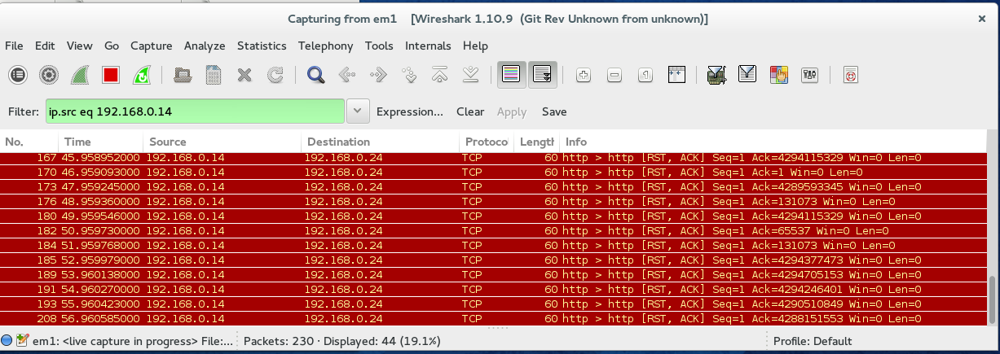 Capturing from em1 [Wireshark 1.10.9 (Git Rev Unknown from unknown)]
File Edit View Go Capture Analyze Statistics Telephony Tools Internals Help
Filter: ip.src eq 192.168.0.14 Expression... Clear Apply Save
No. Time Source Destination Protoco Length Info
167 45.958952000 192.168.0.14 192.168.0.24 TCP 60 http > http [RST, ACK] Seq=1 Ack=4294115329 Win=0 Len=0
170 46.959093000 192.168.0.14 192.168.0.24 TCP 60 http > http [RST, ACK] Seq=1 Ack=1 Win=0 Len=0
173 47.959245000 192.168.0.14 192.168.0.24 TCP 60 http > http [RST, ACK] Seq=1 Ack=4289593345 Win=0 Len=0
176 48.959360000 192.168.0.14 192.168.0.24 TCP 60 http > http [RST, ACK] Seq=1 Ack=131073 Win=0 Len=0
180 49.959546000 192.168.0.14 192.168.0.24 TCP 60 http > http [RST, ACK] Seq=1 Ack=4294115329 Win=0 Len=0
182 50.959730000 192.168.0.14 192.168.0.24 TCP 60 http > http [RST, ACK] Seq=1 Ack=65537 Win=0 Len=0
184 51.959768000 192.168.0.14 192.168.0.24 TCP 60 http > http [RST, ACK] Seq=1 Ack=131073 Win=0 Len=0
185 52.959979000 192.168.0.14 192.168.0.24 TCP 60 http > http [RST, ACK] Seq=1 Ack=4294377473 Win=0 Len=0
189 53.960138000 192.168.0.14 192.168.0.24 TCP 60 http > http [RST, ACK] Seq=1 Ack=4294705153 Win=0 Len=0
191 54.960270000 192.168.0.14 192.168.0.24 TCP 60 http > http [RST, ACK] Seq=1 Ack=4294246401 Win=0 Len=0
193 55.960423000 192.168.0.14 192.168.0.24 TCP 60 http > http [RST, ACK] Seq=1 Ack=4290510849 Win=0 Len=0
208 56.960585000 192.168.0.14 192.168.0.24 TCP 60 http > http [RST, ACK] Seq=1 Ack=4288151553 Win=0 Len=0
em1: <live capture in progress> File:... Packets: 230 · Displayed: 44 (19.1%) Profile: Default